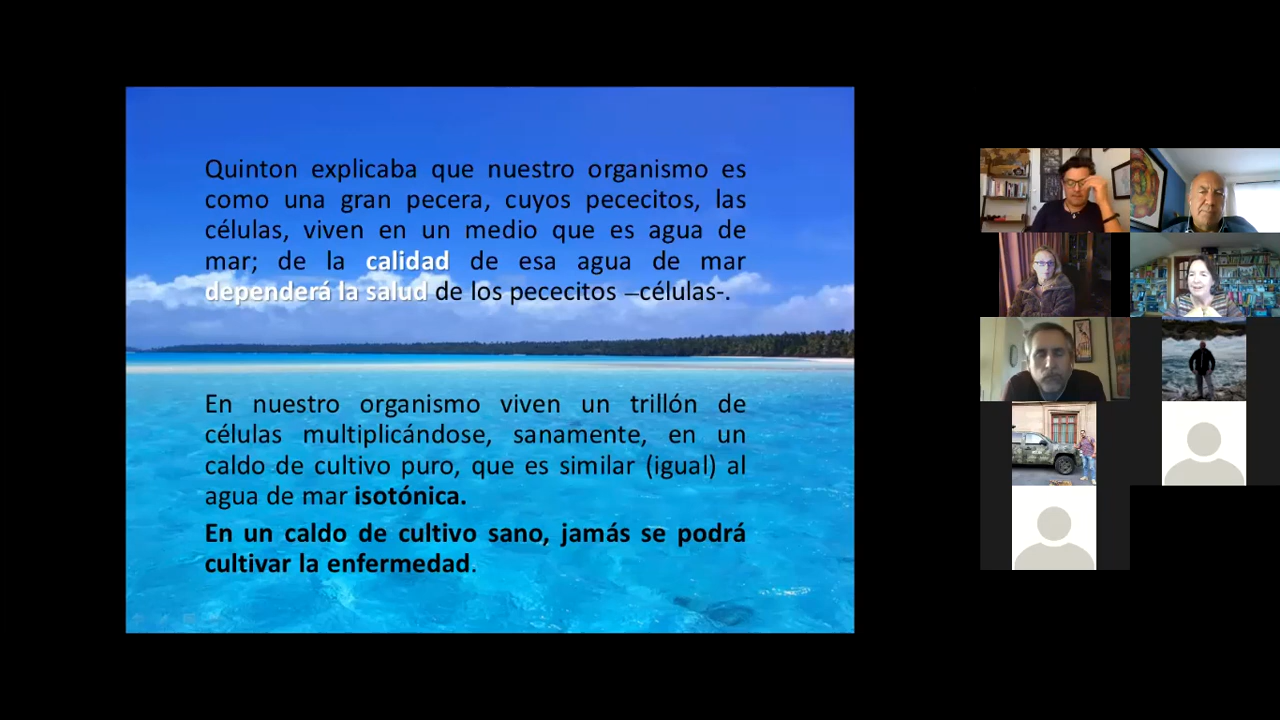 Quinton explicaba que nuestro organismo es
como una gran pecera, cuyos pececitos, las
células, viven en un medio que es agua de
mar; de la calidad de esa agua de mar
dependerá la salud de los pececitos –células-.
En nuestro organismo viven un trillón de
células multiplicándose, sanamente, en un
caldo de cultivo puro, que es similar (igual) al
agua de mar isotónica.
En un caldo de cultivo sano, jamás se podrá
cultivar la enfermedad.